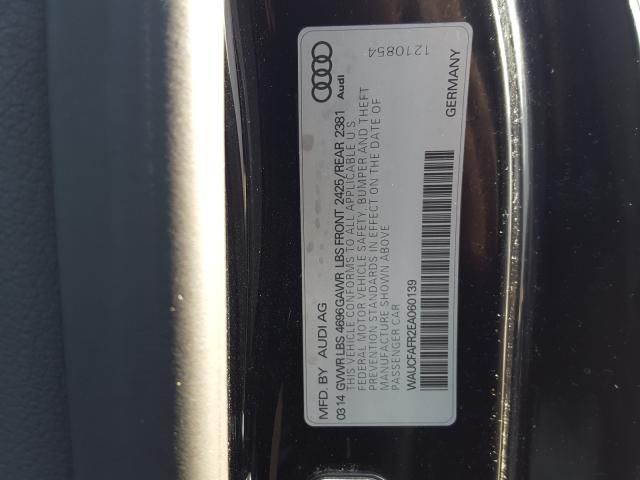 MFD. BY AUDI AG
0314 GVWR LBS 4696 GAWR LBS FRONT 2425/REAR 2381
THIS VEHICLE CONFORMS TO ALL APPLICABLE U.S.
FEDERAL MOTOR VEHICLE SAFETY, BUMPER AND THEFT
PREVENTION STANDARDS IN EFFECT ON THE DATE OF
MANUFACTURE SHOWN ABOVE
PASSENGER CAR
WAUCFAFR2EA060139
Audi
1210854
GERMANY